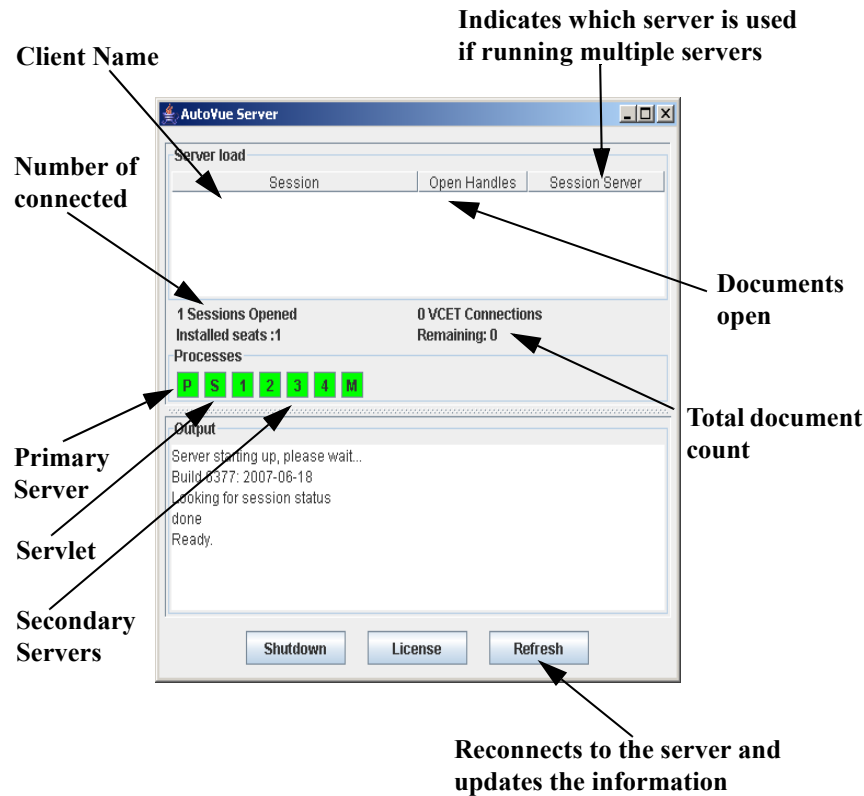 Indicates which server is used
if running multiple servers
Client Name
AutoVue Server
Server load
Number of
connected
Session
Open Handles
Session Server
Documents
open
1 Sessions Opened
0 VCET Connections
Installed seats :1
Remaining: 0
Processes
P S 1 2 3 4 M
Total document
count
Output
Primary
Server
Server starting up, please wait...
Build 6377: 2007-06-18
Looking for session status
done
Ready.
Servlet
Secondary
Servers
Shutdown
License
Refresh
Reconnects to the server and
updates the information